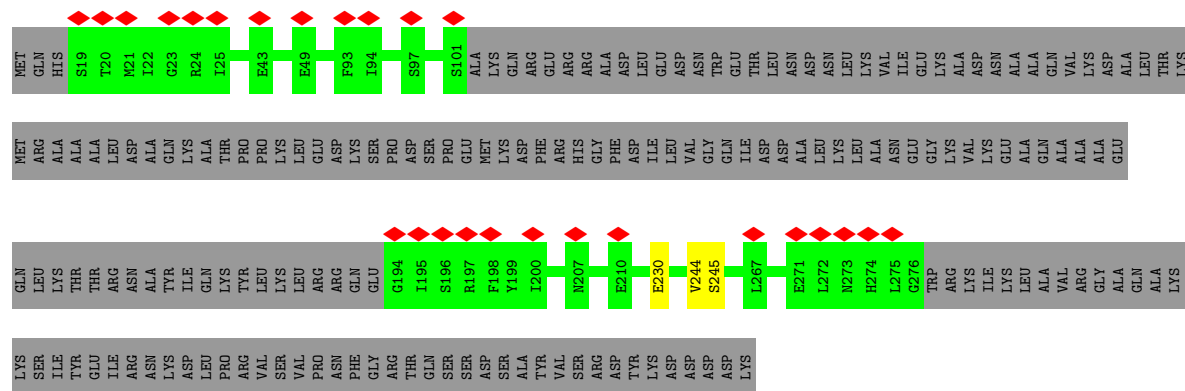 MET GLN HIS S19 T20 M21 I22 G23 R24 I25 E43 E49 F93 I94 S97 S101 ALA LYS GLN ARG GLU ARG ARG ALA ASP LEU GLU ASP ASN TRP GLU THR LEU ASN ASP ASN LEU LYS VAL ILE GLU LYS ALA ASP ASN ALA ALA GLN VAL LYS ASP ALA LEU THR LYS
MET ARG ALA ALA ALA LEU ASP ALA GLN LYS ALA THR PRO PRO LYS LEU GLU ASP LYS SER PRO ASP SER PRO GLU MET LYS ASP PHE ARG HIS GLY PHE ASP ILE LEU VAL GLY GLN ILE ASP ASP ALA LEU LYS LEU ALA ASN GLU GLY LYS VAL LYS GLU ALA GLN ALA ALA ALA GLU
GLN LEU LYS THR THR ARG ASN ALA TYR ILE GLN LYS TYR LEU LYS LEU ARG ARG GLN GLU G194 I195 S196 R197 F198 Y199 I200 N207 E210 E230 V244 S245 L267 E271 L272 N273 H274 L275 G276 TRP ARG LYS ILE LYS LEU ALA VAL ARG GLY ALA GLN ALA LYS
LYS SER ILE TYR GLU ILE ARG ASN LYS ASP LEU PRO ARG VAL SER VAL PRO ASN PHE GLY ARG THR GLN SER SER ASP SER ALA TYR VAL SER ARG ASP TYR LYS ASP ASP ASP ASP LYS